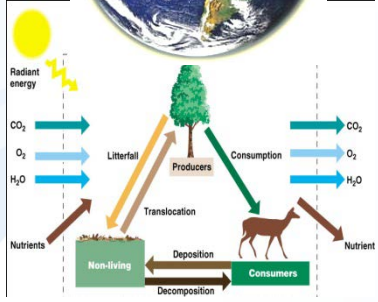 Radiant
energy
CO2
O2
H2O
Nutrients
Litterfall
Translocation
Producers
Consumption
Non-living
Deposition
Decomposition
Consumers
CO2
O2
H2O
Nutrient